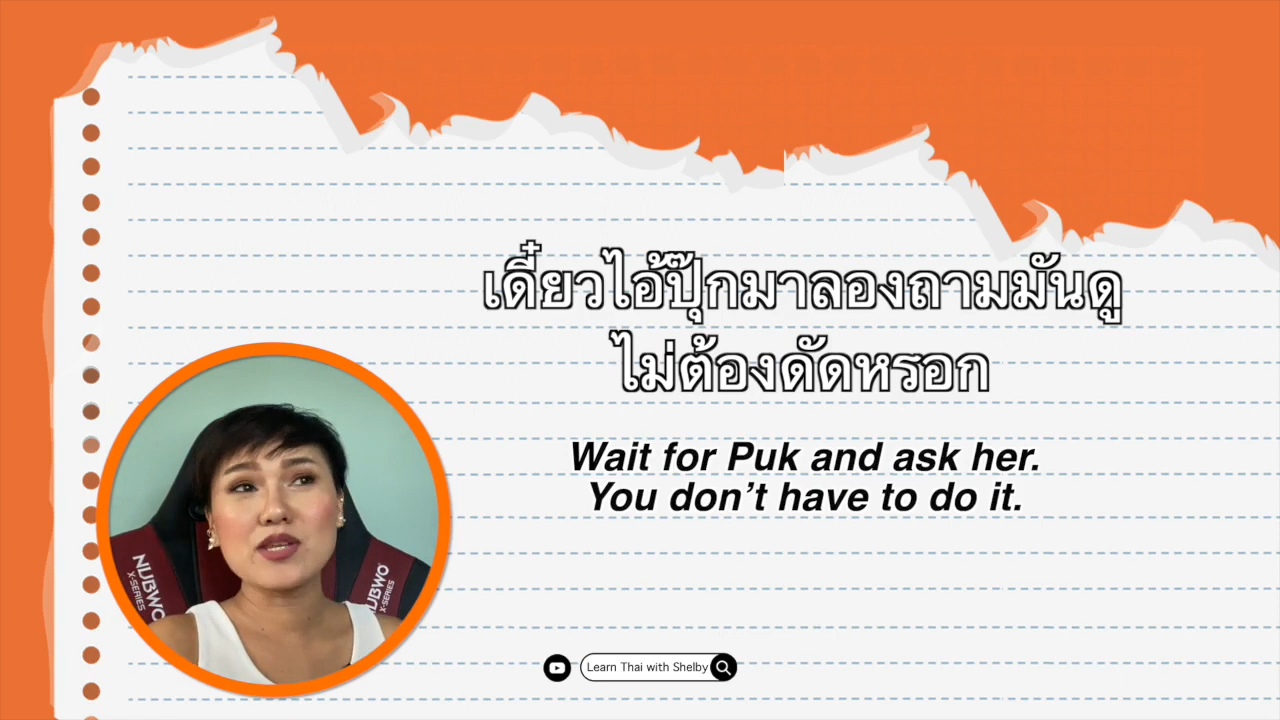 เดี๋ยวไอ้ปุ๊กมาลองถามมันดู
ไม่ต้องดัดหรอก
Wait for Puk and ask her.
You don't have to do it.
NUBWO
X-SERIES
NUBWO
X-SERIES
Learn Thai with Shelby